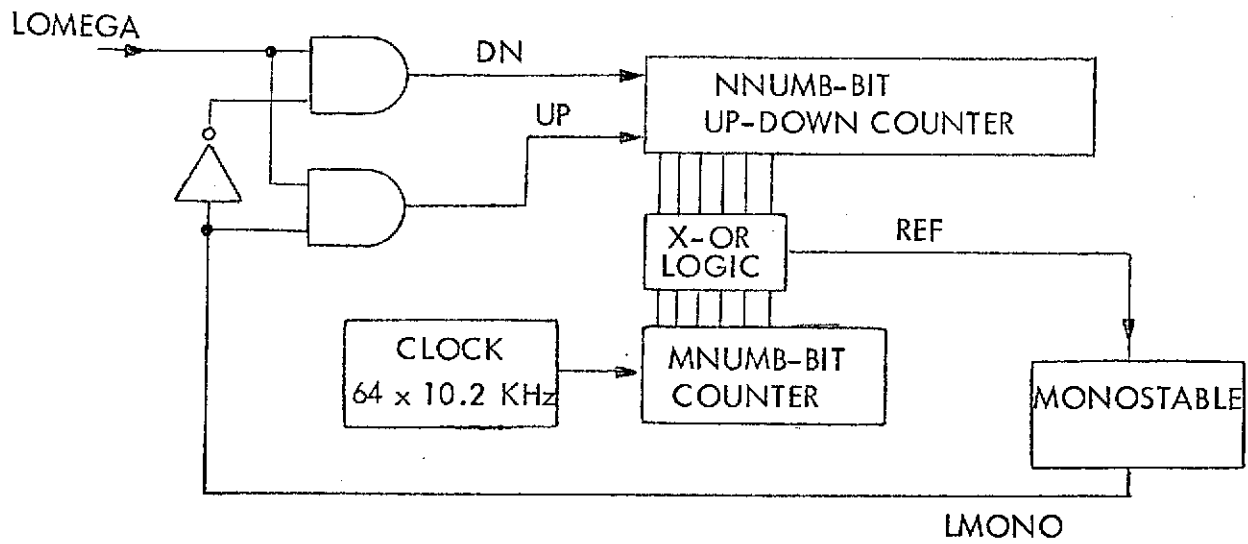 LOMEGA
DN
NNUMB-BIT
UP-DOWN COUNTER
UP
X-OR
LOGIC
REF
CLOCK
64 x 10.2 KHz
MNUMB-BIT
COUNTER
MONOSTABLE
LMONO